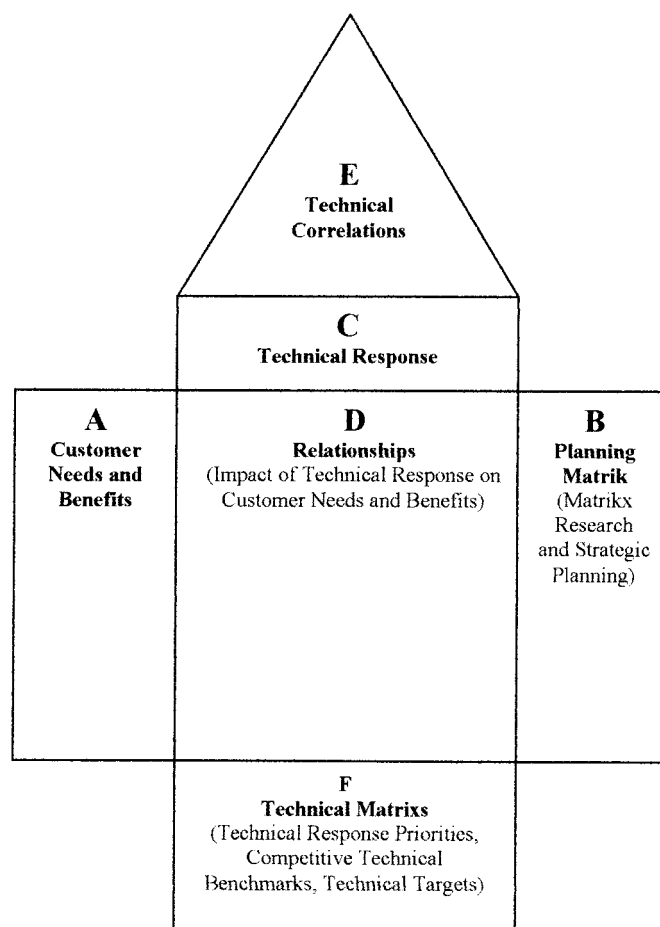 E
Technical
Correlations
C
Technical Response
A
Customer
Needs and
Benefits
D
Relationships
(Impact of Technical Response on
Customer Needs and Benefits)
B
Planning
Matrik
(Matrikx
Research
and Strategic
Planning)
F
Technical Matrixs
(Technical Response Priorities,
Competitive Technical
Benchmarks, Technical Targets)